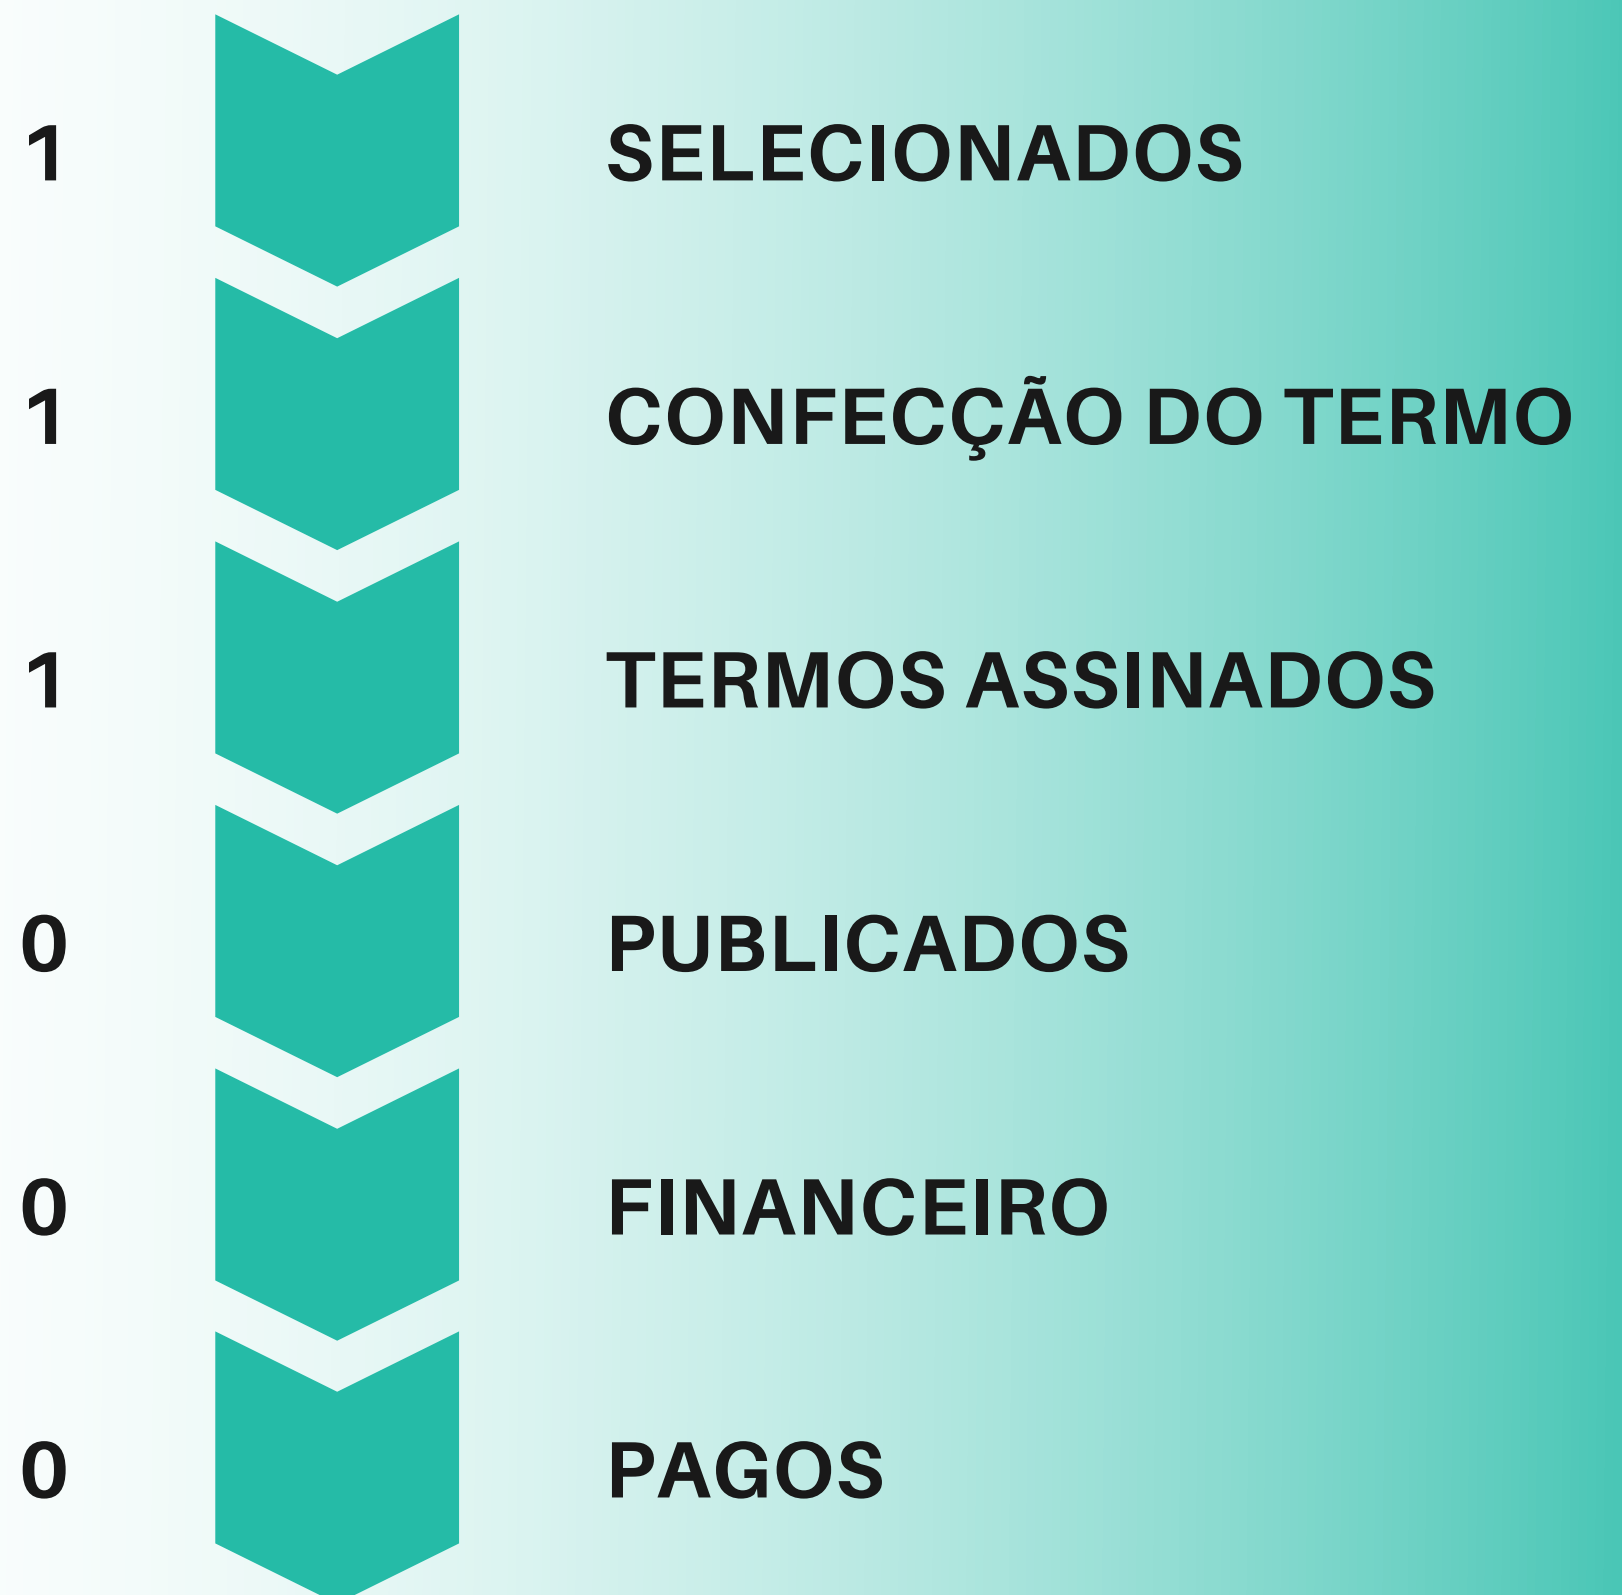 1 SELECIONADOS
1 CONFECÇÃO DO TERMO
1 TERMOS ASSINADOS
0 PUBLICADOS
0 FINANCEIRO
0 PAGOS